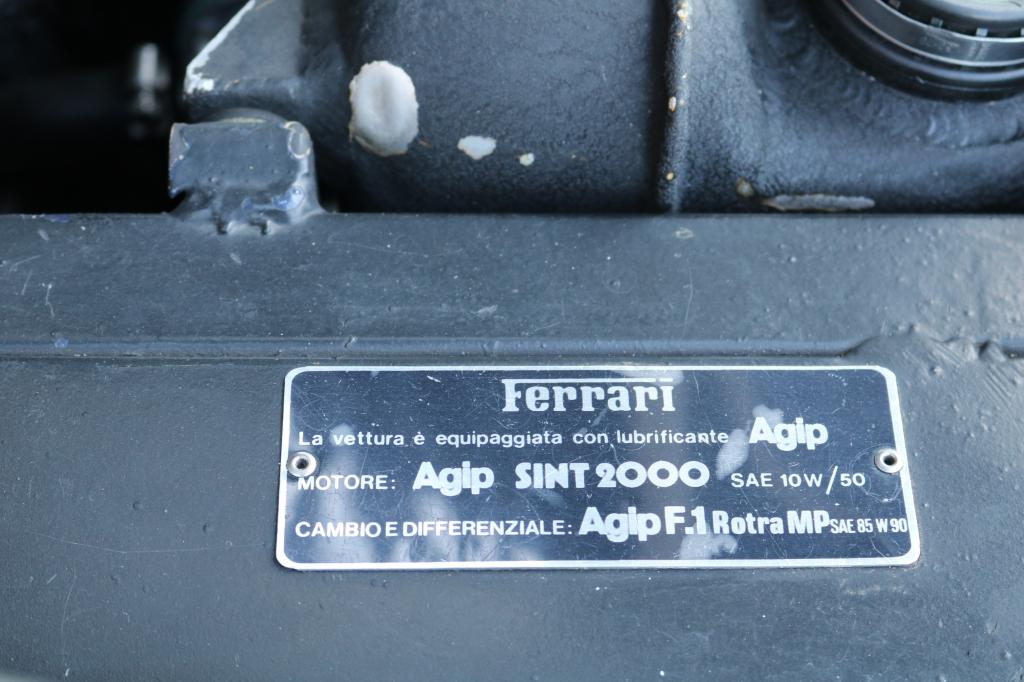 Ferrari
La vettura è equipaggiata con lubrificante Agip
MOTORE: Agip SINT 2000 SAE 10W/50
CAMBIO E DIFFERENZIALE: Agip F.1 Rotra MP SAE 85 W 90